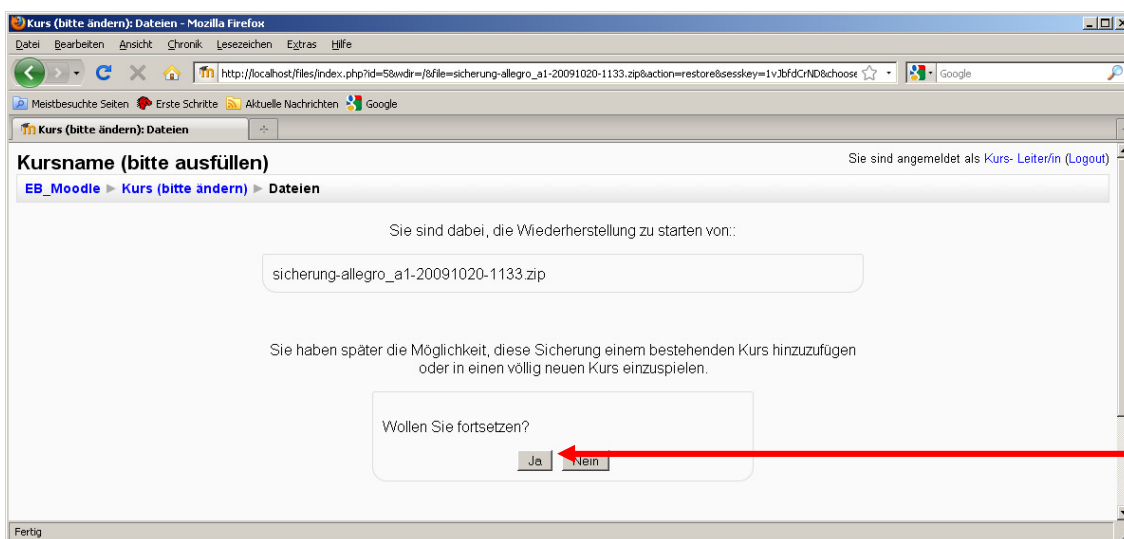 Kurs (bitte ändern): Dateien - Mozilla Firefox
Datei Bearbeiten Ansicht Chronik Lesezeichen Extras Hilfe
http://localhost/files/index.php?id=5&wdir=/&file=sicherung-allegro_a1-20091020-1133.zip&action=restore&sesskey=1vJbfdCrND&choose
Google
Meistbesuchte Seiten Erste Schritte Aktuelle Nachrichten Google
Kurs (bitte ändern): Dateien
Kursname (bitte ausfüllen)
Sie sind angemeldet als Kurs- Leiter/in (Logout)
EB_Moodle ► Kurs (bitte ändern) ► Dateien
Sie sind dabei, die Wiederherstellung zu starten von::
sicherung-allegro_a1-20091020-1133.zip
Sie haben später die Möglichkeit, diese Sicherung einem bestehenden Kurs hinzuzufügen
oder in einen völlig neuen Kurs einzuspielen.
Wollen Sie fortsetzen?
Ja Nein
Fertig